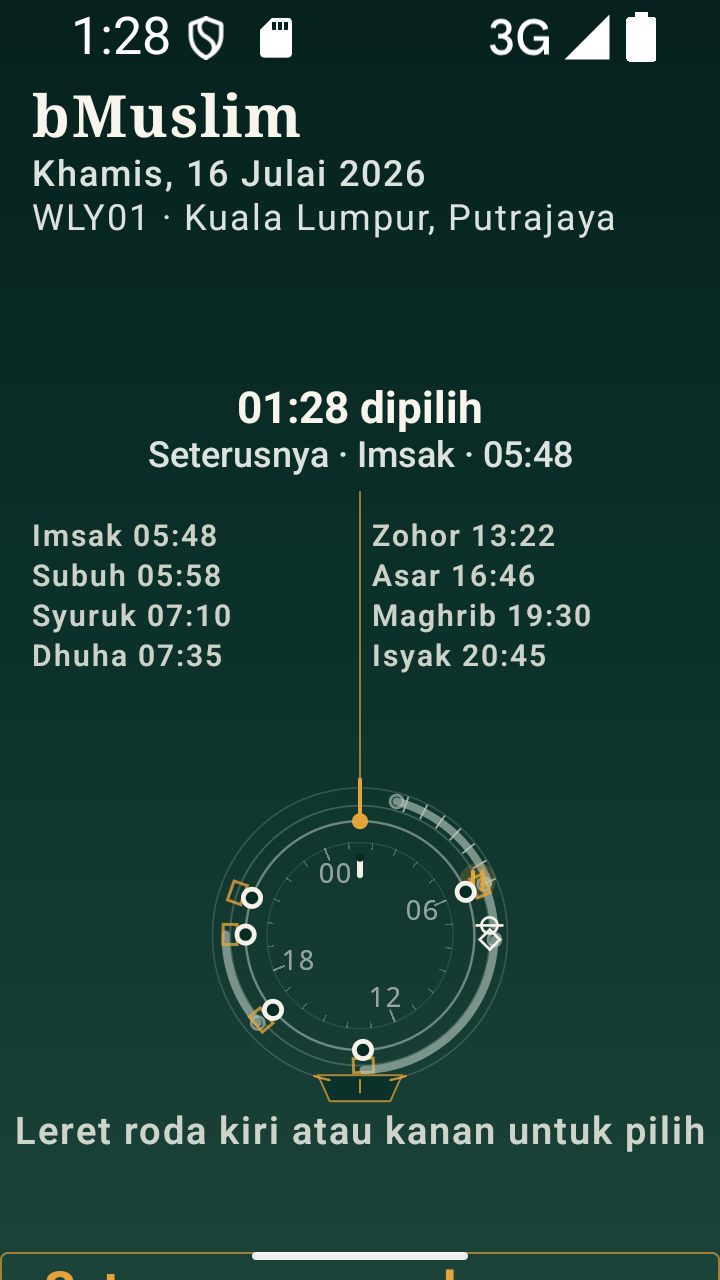 1:28 3G
bMuslim
Khamis, 16 Julai 2026
WLY01 · Kuala Lumpur, Putrajaya
01:28 dipilih
Seterusnya · Imsak · 05:48
Imsak 05:48
Subuh 05:58
Syuruk 07:10
Dhuha 07:35
Zohor 13:22
Asar 16:46
Maghrib 19:30
Isyak 20:45
00
06
18
12
Leret roda kiri atau kanan untuk pilih